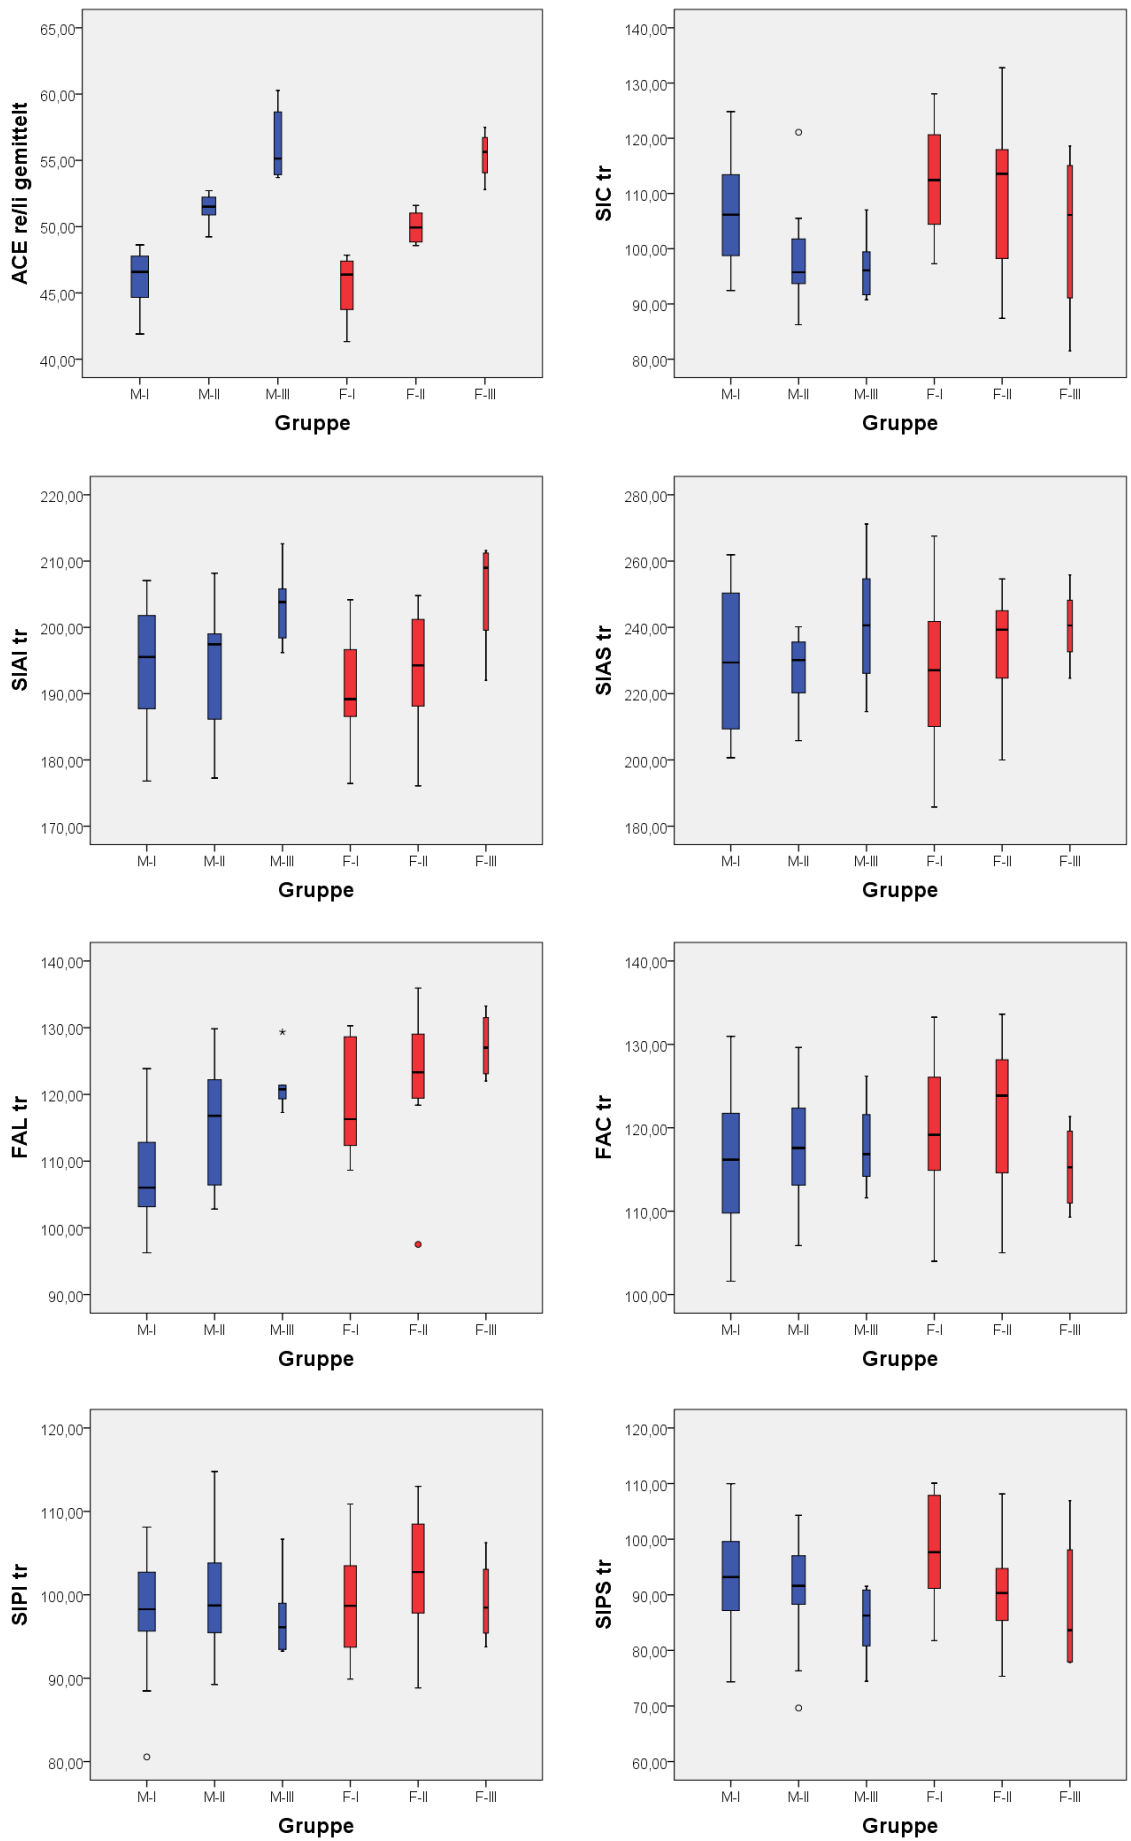 65,00
60,00
55,00
50,00
45,00
40,00
ACE re/li gemittelt
M-I M-II M-III F-I F-II F-III
Gruppe
140,00
130,00
120,00
110,00
100,00
90,00
80,00
SIC tr
M-I M-II M-III F-I F-II F-III
Gruppe
220,00
210,00
200,00
190,00
180,00
170,00
SIAI tr
M-I M-II M-III F-I F-II F-III
Gruppe
280,00
260,00
240,00
220,00
200,00
180,00
SIAS tr
M-I M-II M-III F-I F-II F-III
Gruppe
140,00
130,00
120,00
110,00
100,00
90,00
FAL tr
M-I M-II M-III F-I F-II F-III
Gruppe
140,00
130,00
120,00
110,00
100,00
FAC tr
M-I M-II M-III F-I F-II F-III
Gruppe
120,00
110,00
100,00
90,00
80,00
SIPI tr
M-I M-II M-III F-I F-II F-III
Gruppe
120,00
110,00
100,00
90,00
80,00
70,00
60,00
SIPS tr
M-I M-II M-III F-I F-II F-III
Gruppe